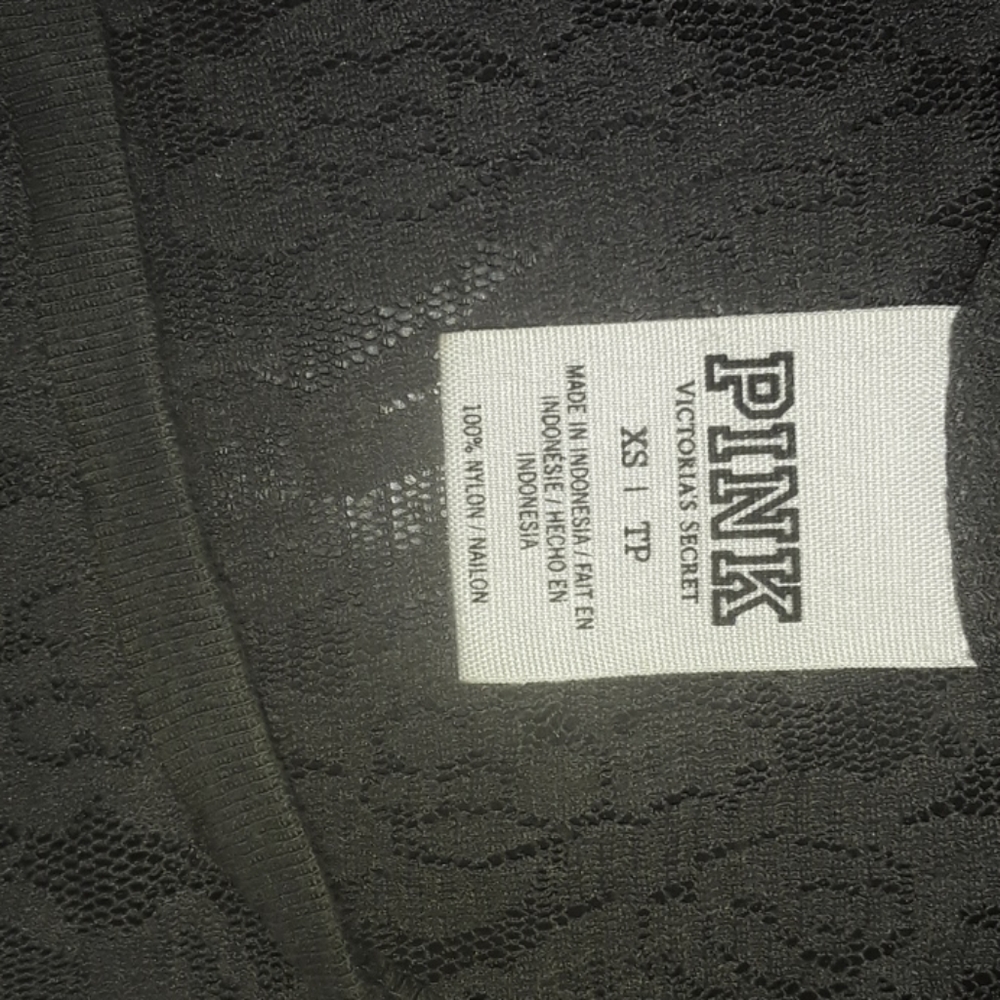 PINK
VICTORIA'S SECRET
XS | TP
MADE IN INDONESIA / FAIT EN
INDONÉSIE / HECHO EN
INDONESIA
100% NYLON / NAILON